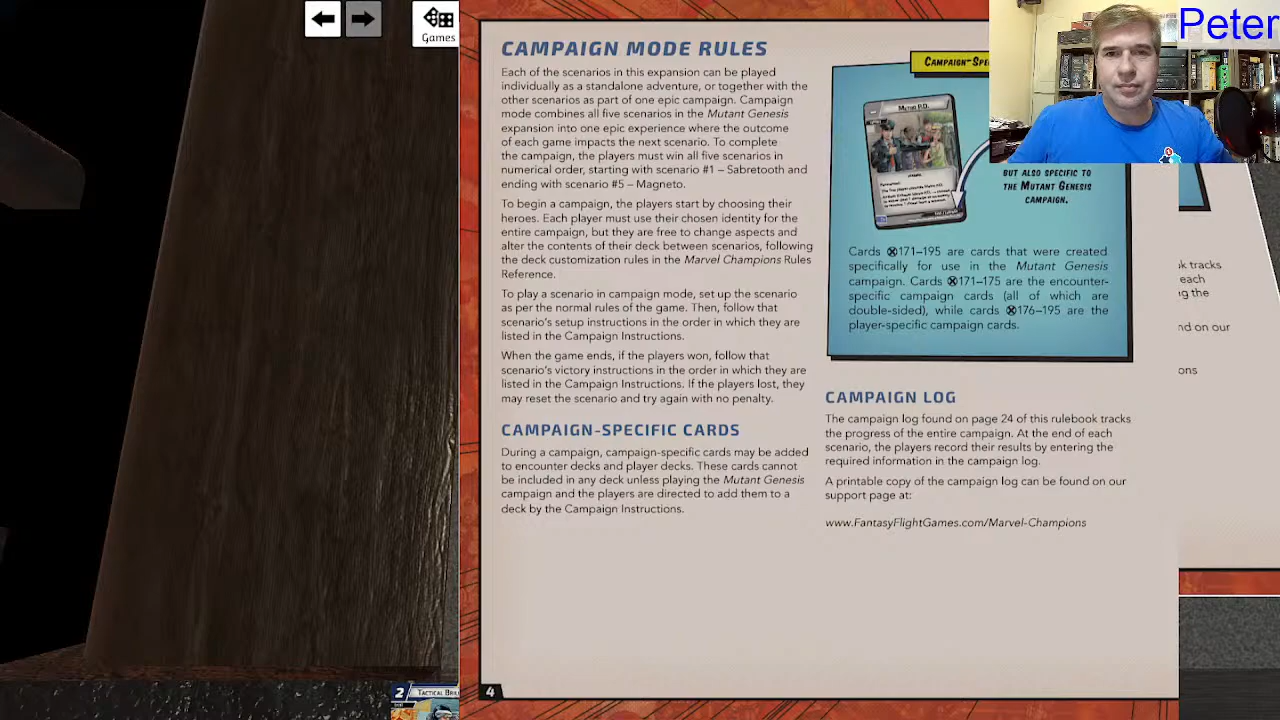 Games
CAMPAIGN MODE RULES
Each of the scenarios in this expansion can be played
individually as a standalone adventure, or together with the
other scenarios as part of one epic campaign. Campaign
mode combines all five scenarios in the Mutant Genesis
expansion into one epic experience where the outcome
of each game impacts the next scenario. To complete
the campaign, the players must win all five scenarios in
numerical order, starting with scenario #1 – Sabretooth and
ending with scenario #5 – Magneto.
To begin a campaign, the players start by choosing their
heroes. Each player must use their chosen identity for the
entire campaign, but they are free to change aspects and
alter the contents of their deck between scenarios, following
the deck customization rules in the Marvel Champions Rules
Reference.
To play a scenario in campaign mode, set up the scenario
as per the normal rules of the game. Then, follow that
scenario's setup instructions in the order in which they are
listed in the Campaign Instructions.
When the game ends, if the players won, follow that
scenario's victory instructions in the order in which they are
listed in the Campaign Instructions. If the players lost, they
may reset the scenario and try again with no penalty.
CAMPAIGN-SPECIFIC CARDS
During a campaign, campaign-specific cards may be added
to encounter decks and player decks. These cards cannot
be included in any deck unless playing the Mutant Genesis
campaign and the players are directed to add them to a
deck by the Campaign Instructions.
4
CAMPAIGN-SPE
BUT ALSO SPECIFIC TO
THE MUTANT GENESIS
CAMPAIGN.
Cards 171–195 are cards that were created
specifically for use in the Mutant Genesis
campaign. Cards 171–175 are the encounter-
specific campaign cards (all of which are
double-sided), while cards 176–195 are the
player-specific campaign cards.
CAMPAIGN LOG
The campaign log found on page 24 of this rulebook tracks
the progress of the entire campaign. At the end of each
scenario, the players record their results by entering the
required information in the campaign log.
A printable copy of the campaign log can be found on our
support page at:
www.FantasyFlightGames.com/Marvel-Champions
Peter
k tracks
each
g the
nd on our
ons
2 TACTICAL BRIL